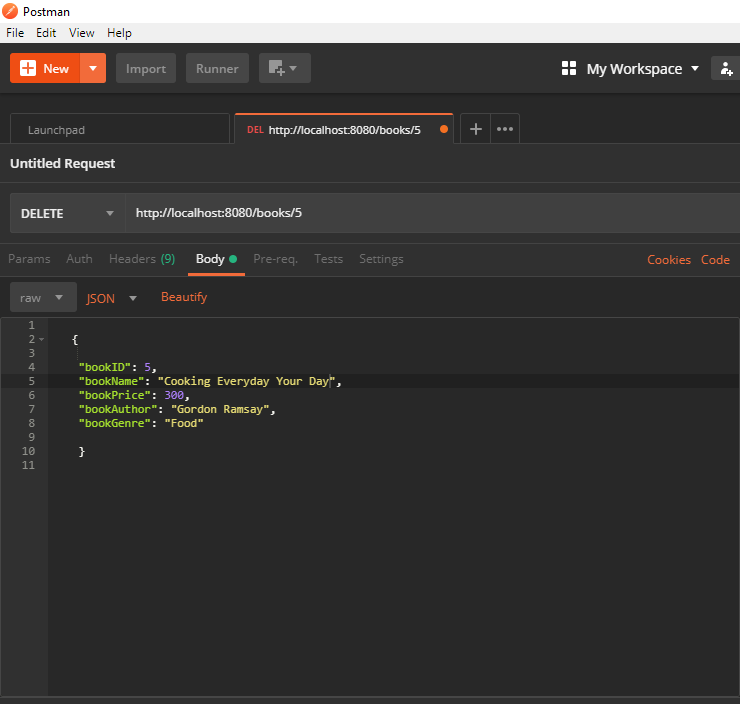 Postman
File Edit View Help
New Import Runner My Workspace
Launchpad DEL http://localhost:8080/books/5
Untitled Request
DELETE http://localhost:8080/books/5
Params Auth Headers (9) Body Pre-req. Tests Settings Cookies Code
raw JSON Beautify
1
2 {
3
4 "bookID": 5,
5 "bookName": "Cooking Everyday Your Day",
6 "bookPrice": 300,
7 "bookAuthor": "Gordon Ramsay",
8 "bookGenre": "Food"
9
10 }
11